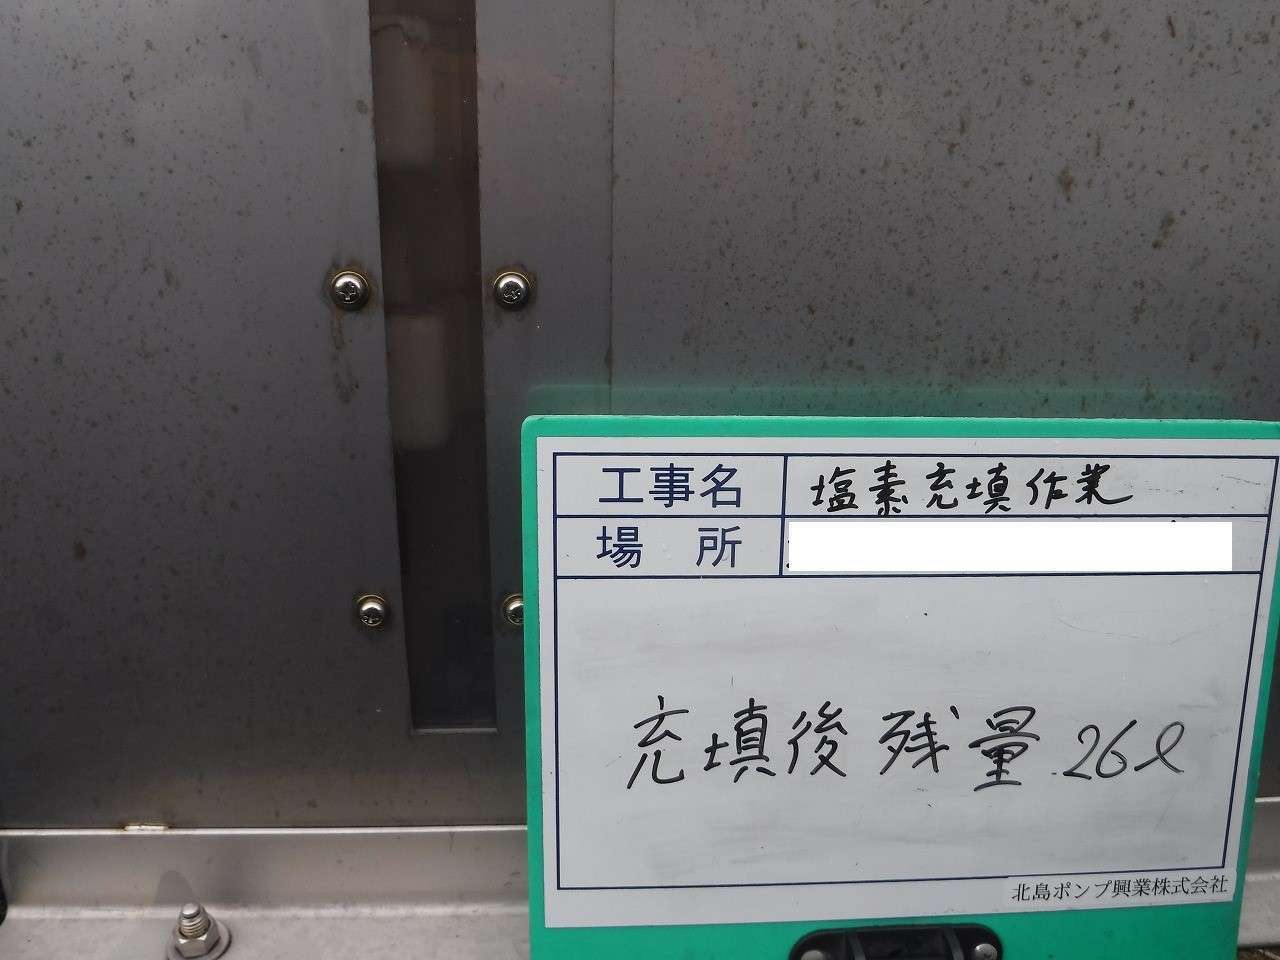 工事名 塩素充填作業
場 所
充填後残量 26ℓ
北島ポンプ興業株式会社